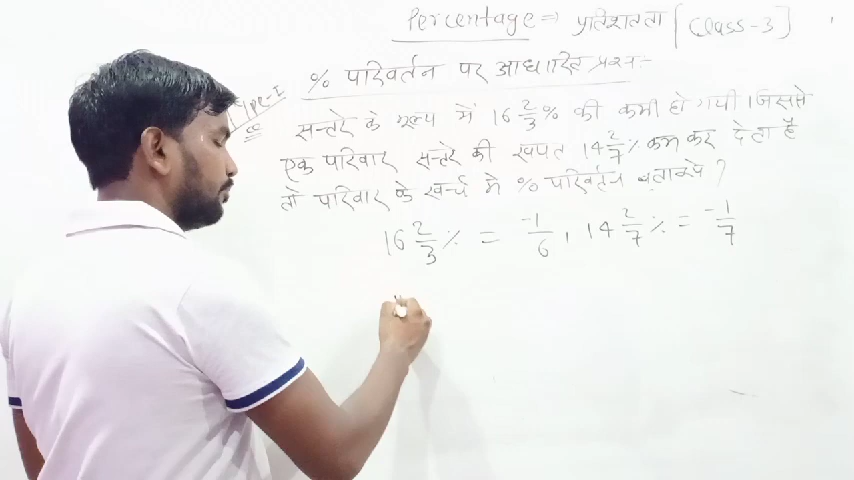 Percentage ⇒ प्रतिशतता [Class-3]
Type-I
% परिवर्तन पर आधारित प्रश्न:-
सन्तरे के मूल्य में 16 2/3 % की कमी हो गयी । जिससे
एक परिवार सन्तरे की खपत 14 2/7 % कम कर देता है
तो परिवार के खर्च में % परिवर्तन बताइये ?
16 2/3 % = -1/6 , 14 2/7 % = -1/7